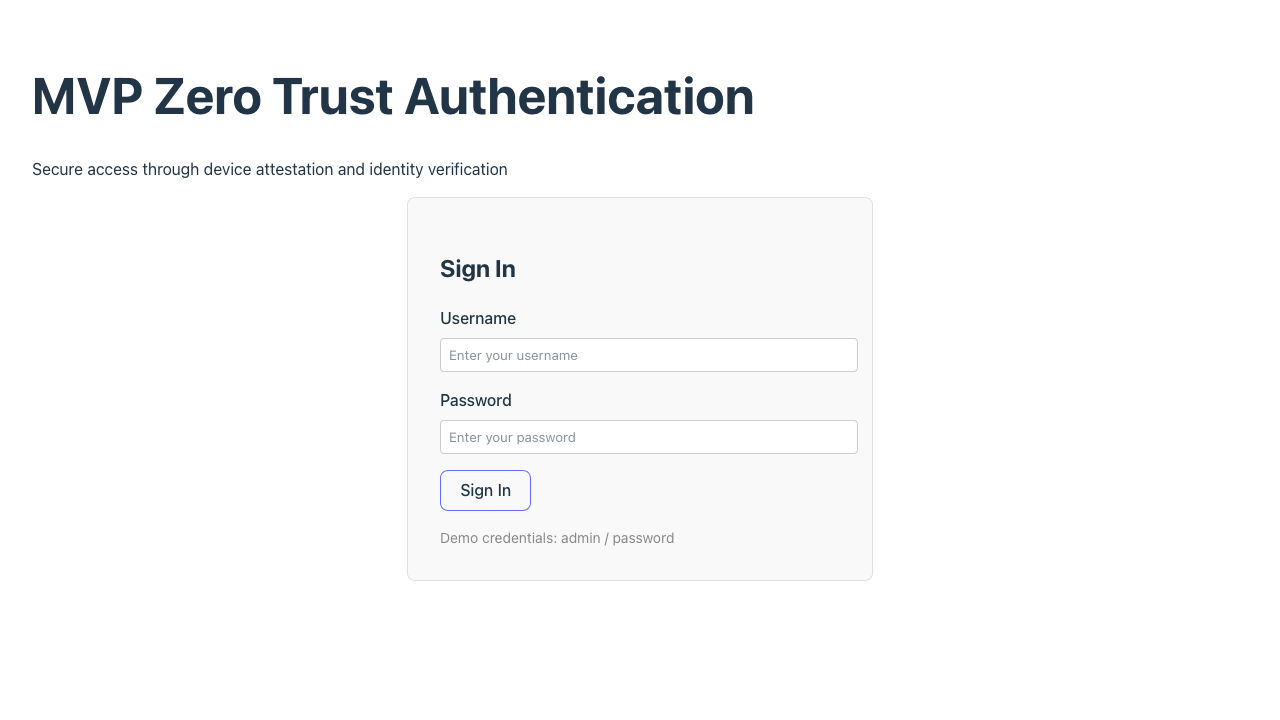 MVP Zero Trust Authentication
Secure access through device attestation and identity verification
Sign In
Username
Enter your username
Password
Enter your password
Sign In
Demo credentials: admin / password